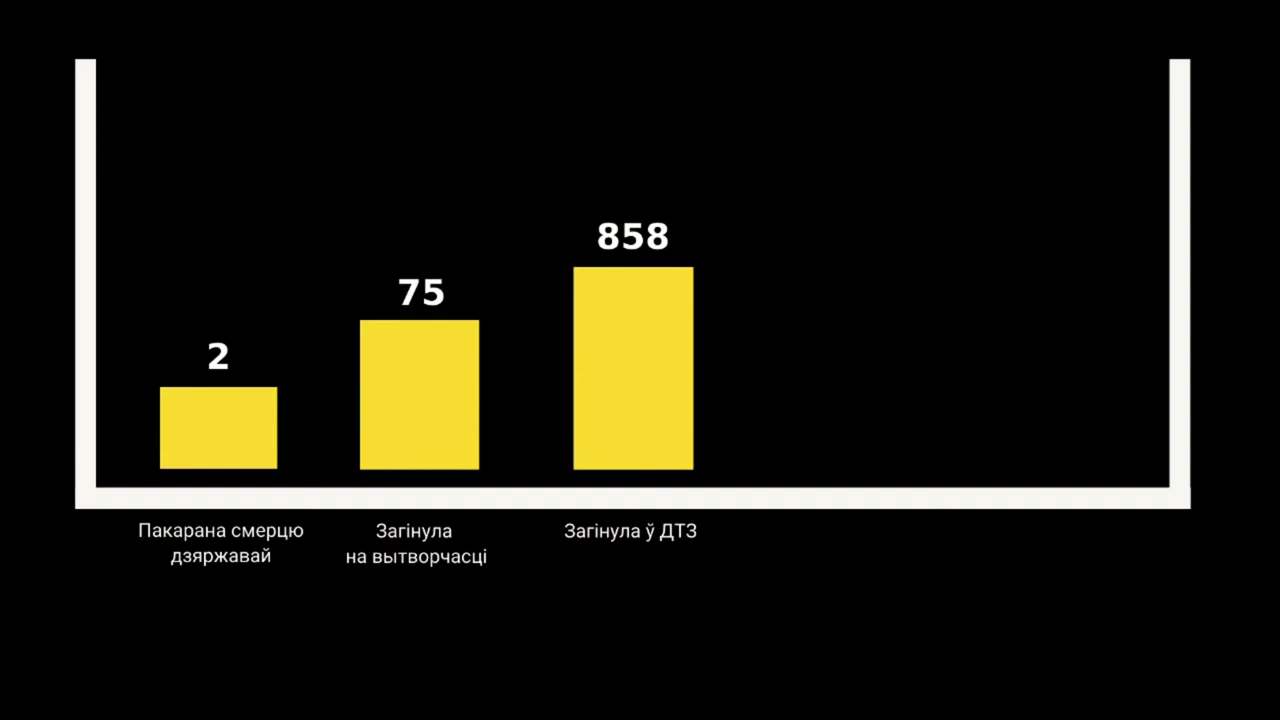 2
75
858
Пакарана смерцю
дзяржавай
Загінула
на вытворчасці
Загінула ў ДТЗ